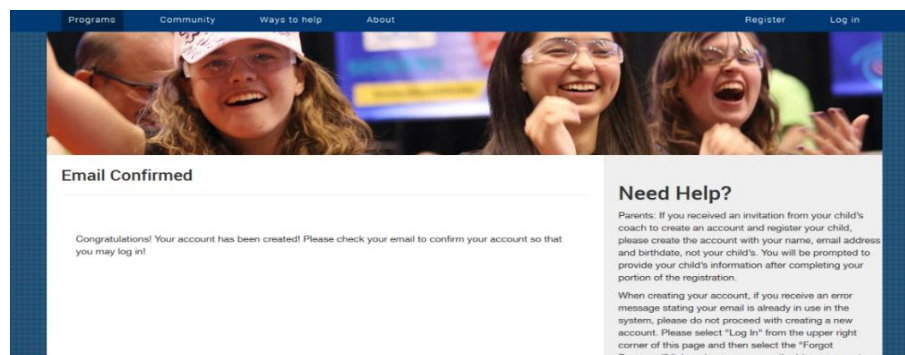 Programs Community Ways to help About Register Log in
Email Confirmed
Congratulations! Your account has been created! Please check your email to confirm your account so that
you may log in!
Need Help?
Parents: If you received an invitation from your child's
coach to create an account and register your child,
please create the account with your name, email address
and birthdate, not your child's. You will be prompted to
provide your child's information after completing your
portion of the registration.
When creating your account, if you receive an error
message stating your email is already in use in the
system, please do not proceed with creating a new
account. Please select "Log In" from the upper right
corner of this page and then select the "Forgot